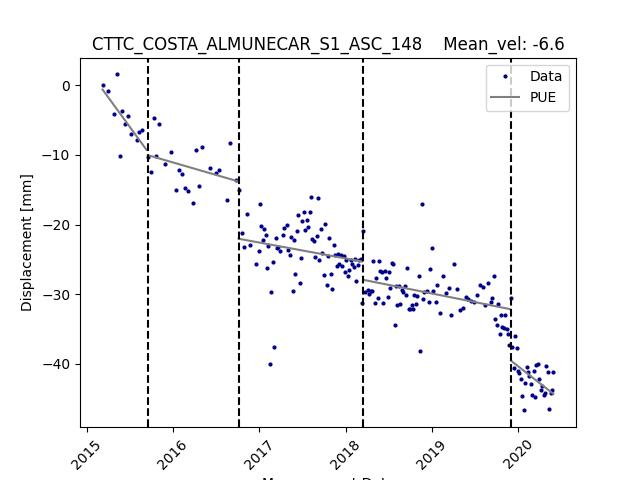 CTTC_COSTA_ALMUNECAR_S1_ASC_148    Mean_vel: -6.6
Data
PUE
0
−10
−20
−30
−40
Displacement [mm]
2015
2016
2017
2018
2019
2020